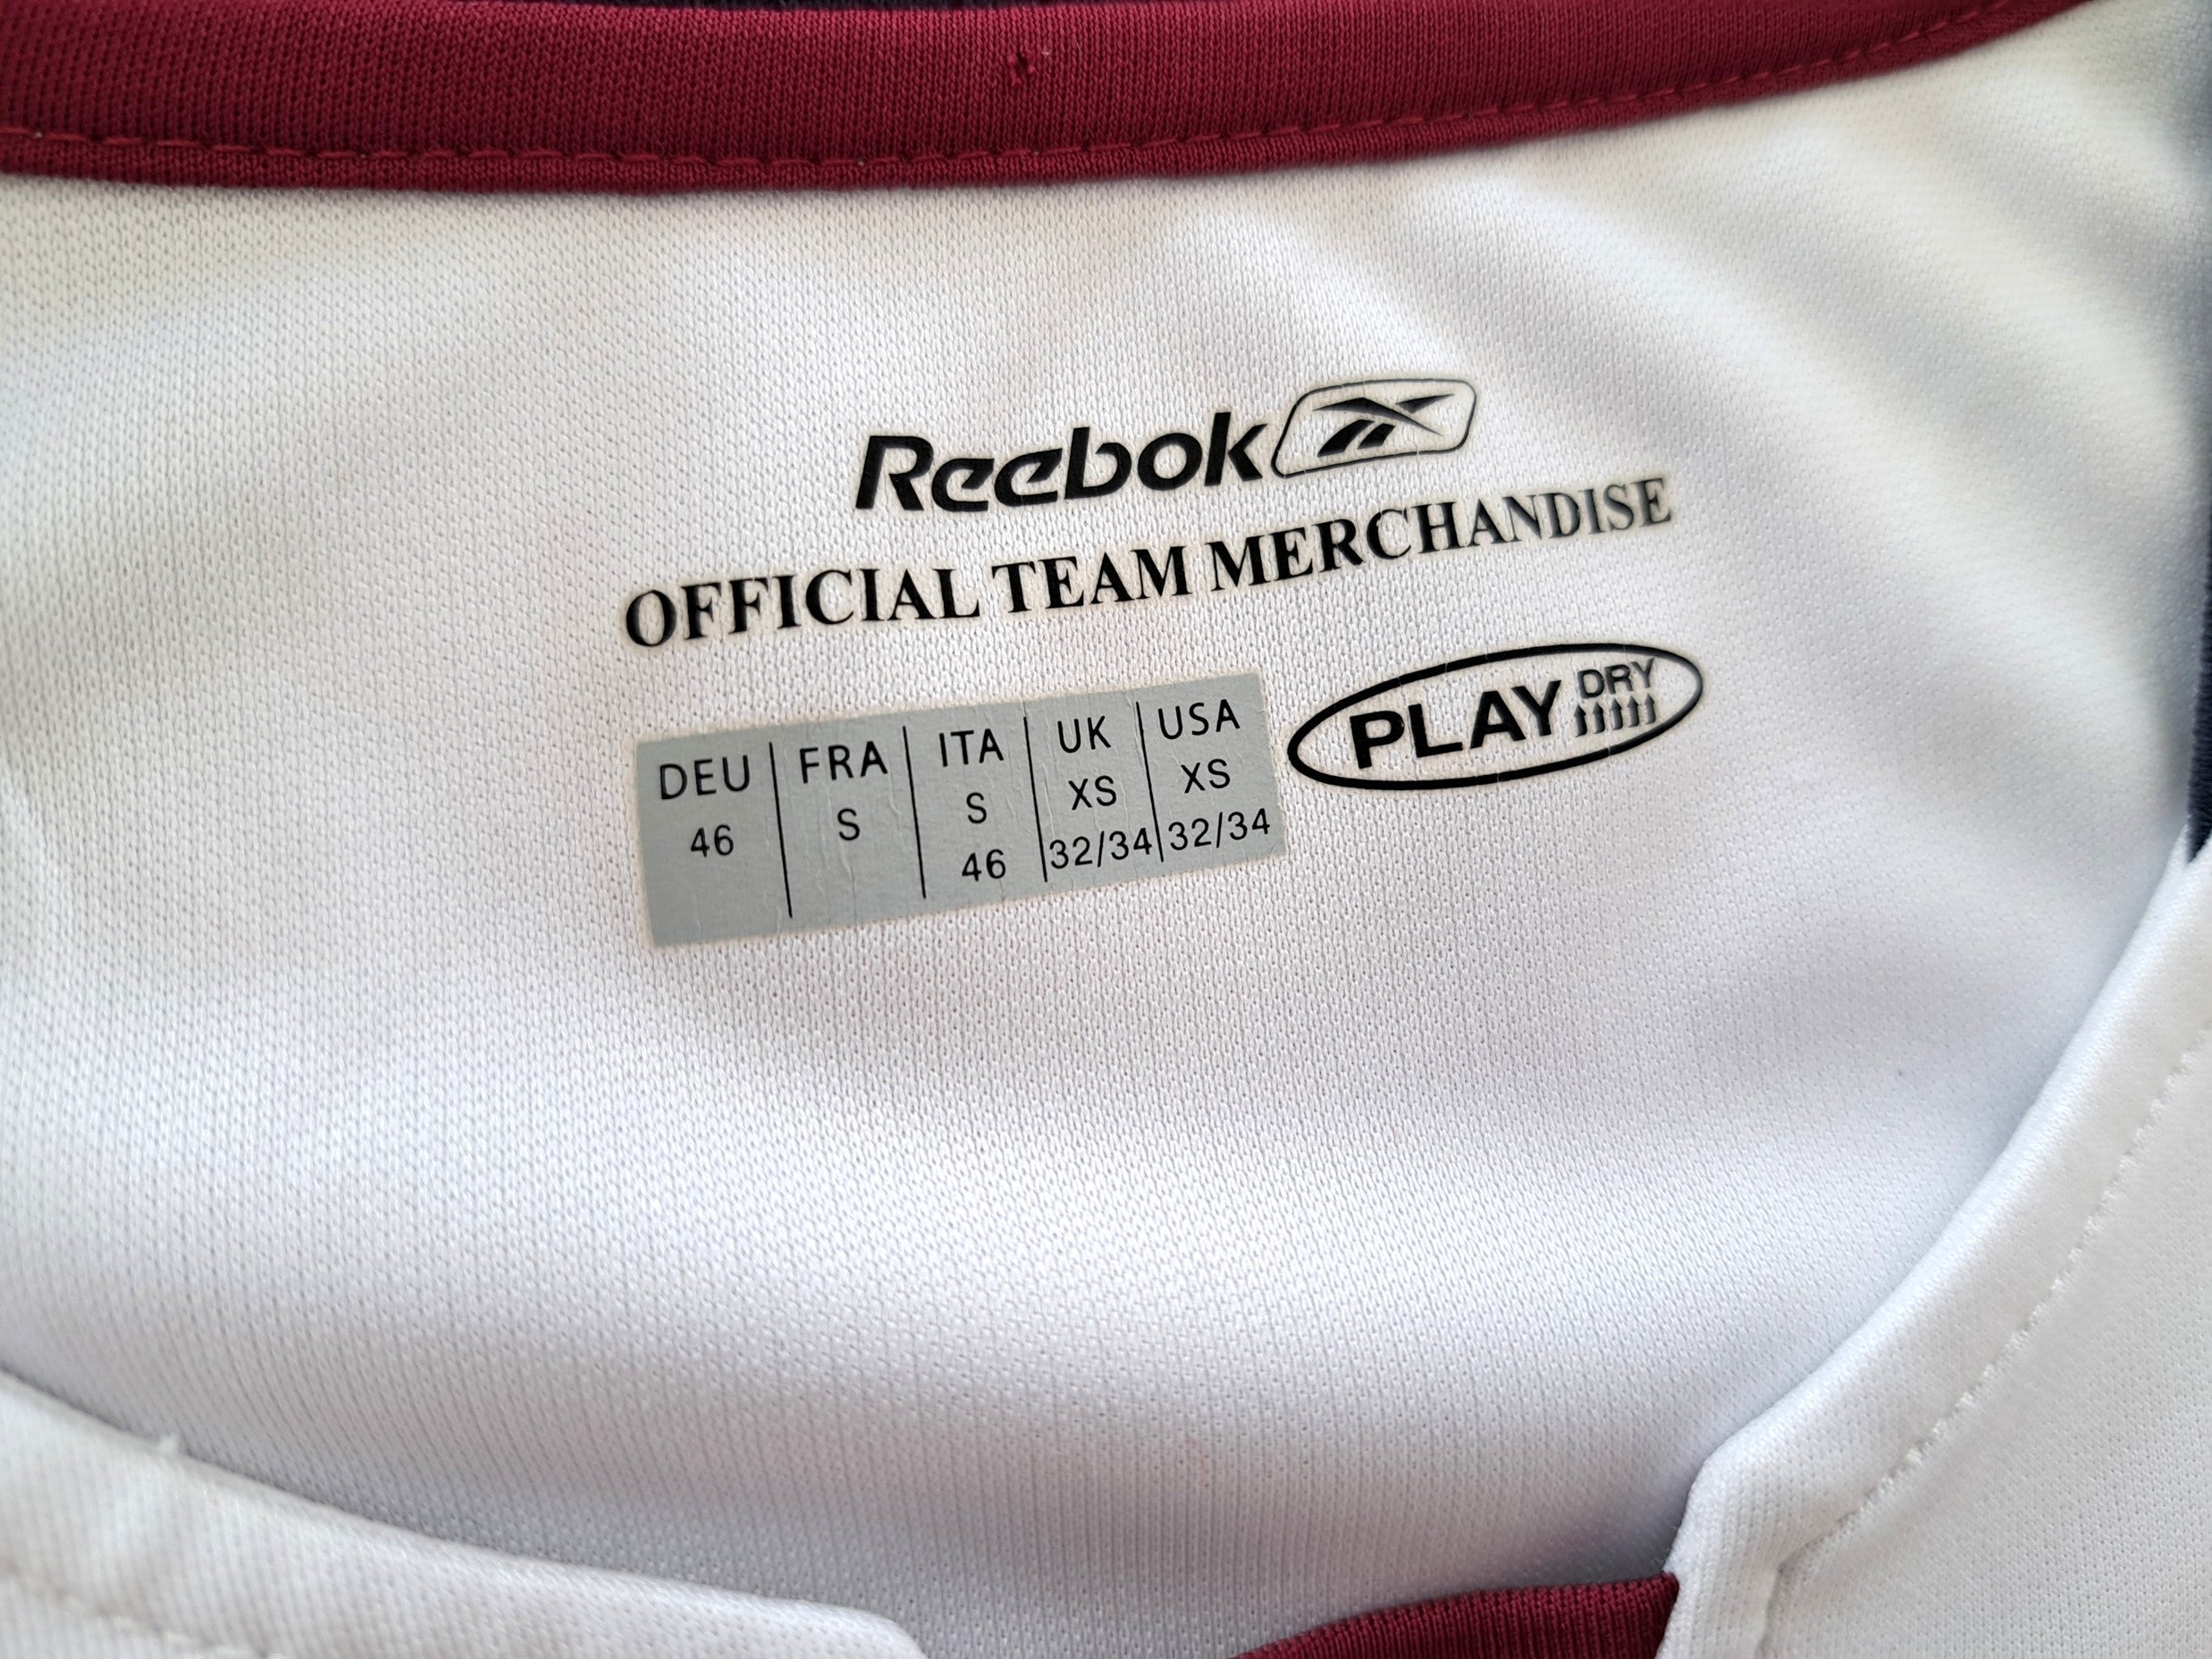 Reebok
OFFICIAL TEAM MERCHANDISE
DEU FRA ITA UK USA
46 S S XS XS
46 32/34 32/34
PLAY DRY